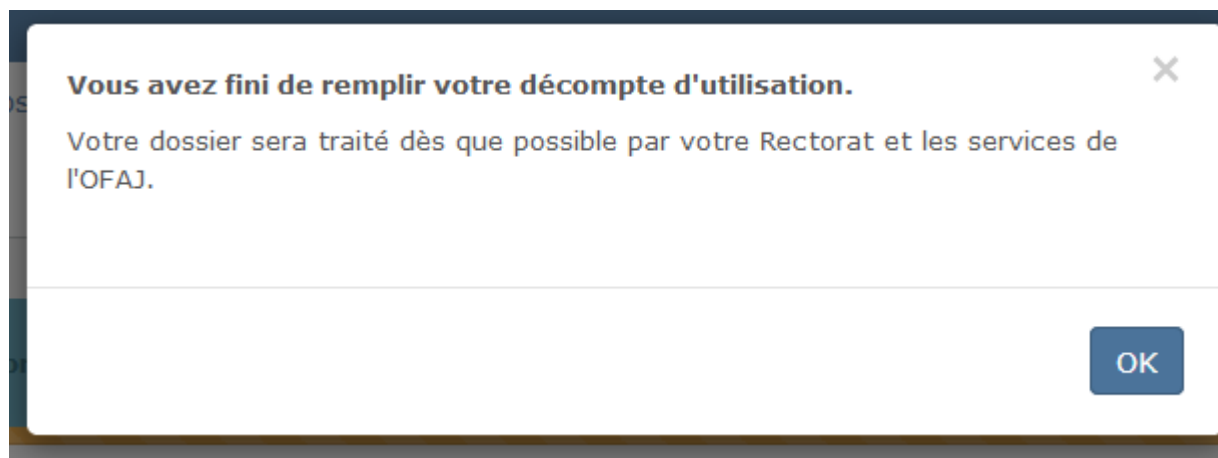 Vous avez fini de remplir votre décompte d'utilisation.
×
Votre dossier sera traité dès que possible par votre Rectorat et les services de
l'OFAJ.
OK